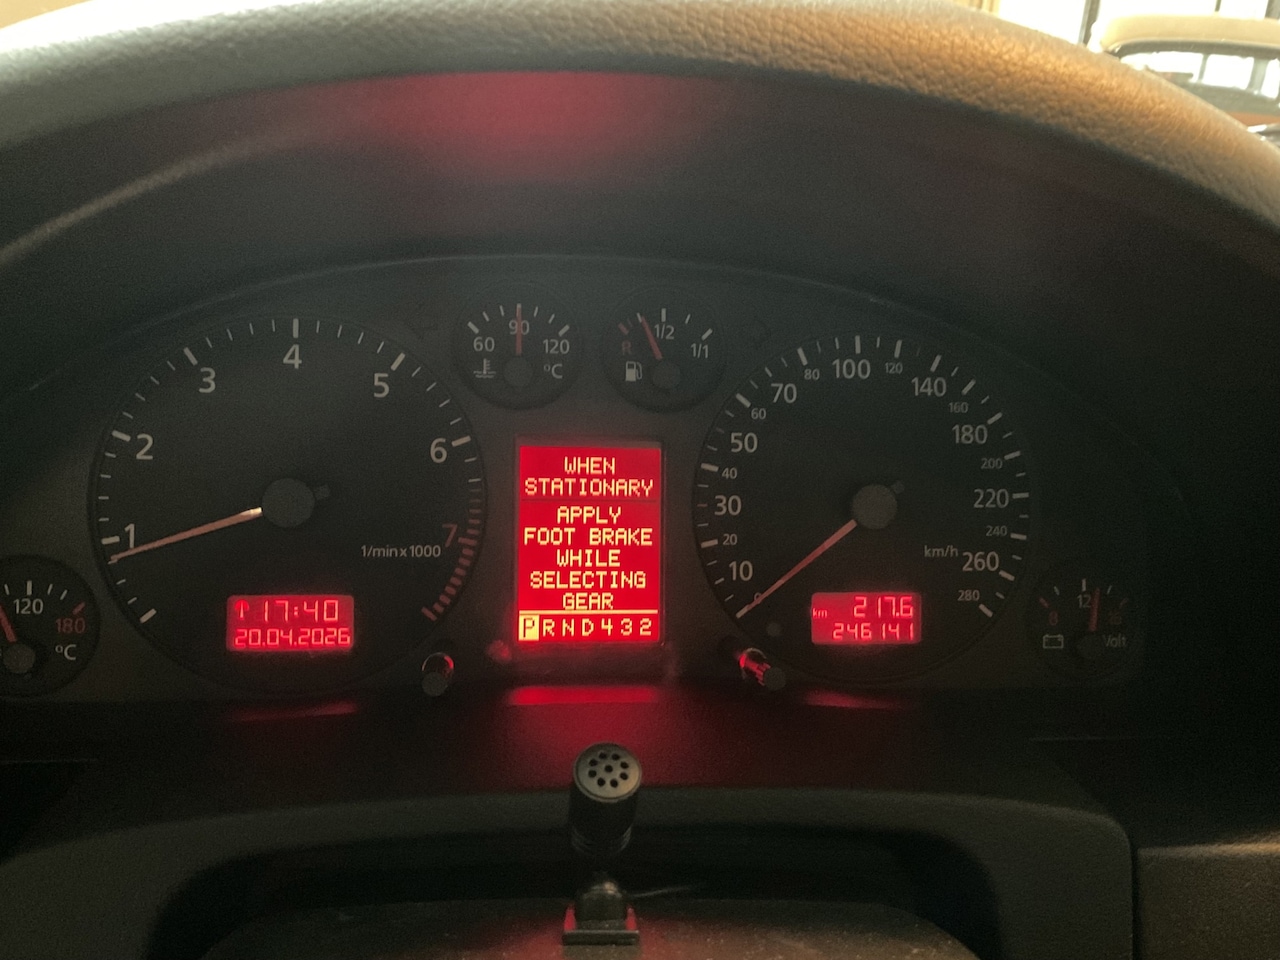 1
2
3
4
5
6
7
1/min x 1000
17:40
20.04.2026
120
180
°C
60
90
120
°C
R
1/2
1/1
WHEN
STATIONARY
APPLY
FOOT BRAKE
WHILE
SELECTING
GEAR
PRND432
0
10
20
30
40
50
60
70
80
100
120
140
160
180
200
220
240
260
280
km/h
km 217.6
246141
8
12
Volt